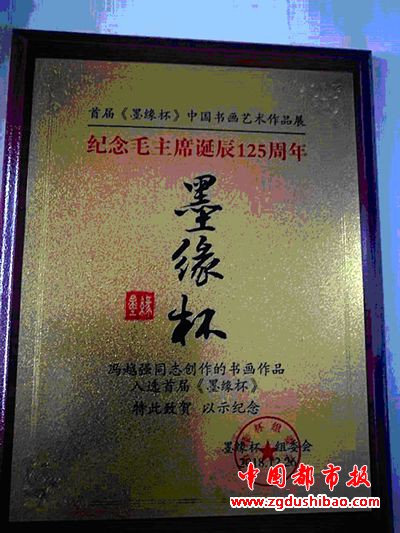 首届《墨缘杯》中国书画艺术作品展
纪念毛主席诞辰125周年
墨缘杯
墨缘
冯越强同志创作的书画作品
入选首届《墨缘杯》
特此致贺 以示纪念
墨缘杯 组委会
中国都市报
www.zgdushibao.com